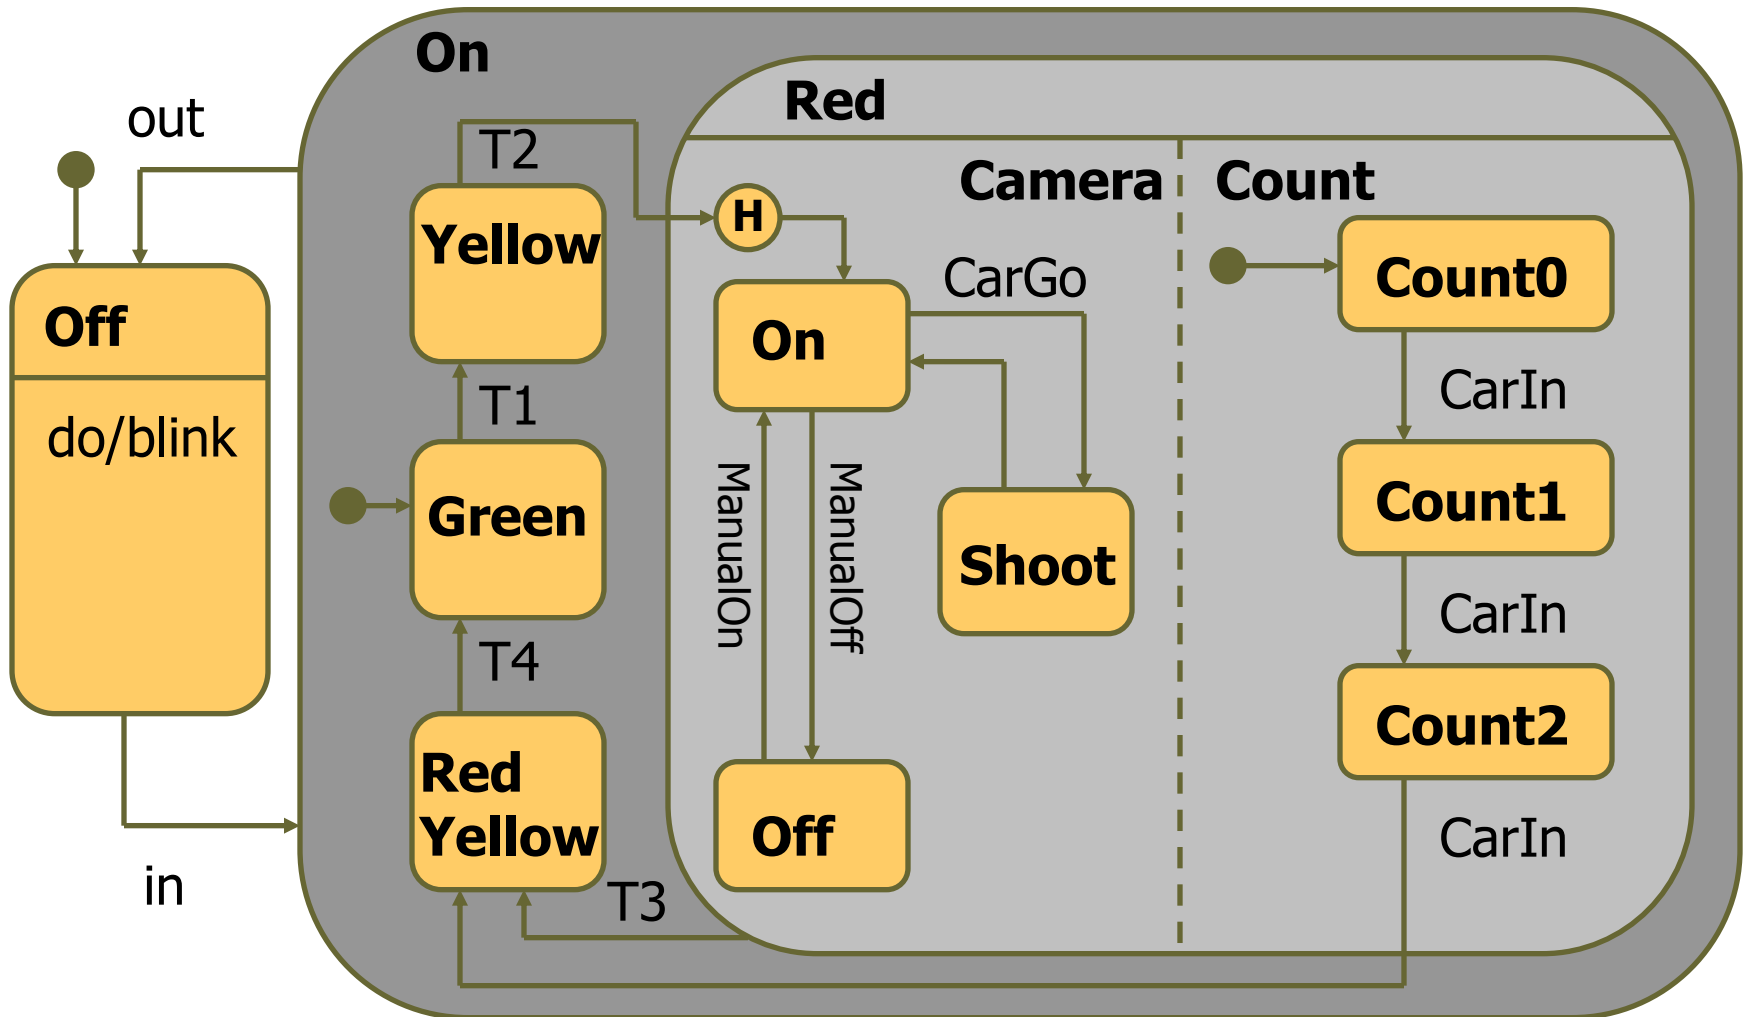 On
Red
out
T2
Camera
Count
Yellow
H
CarGo
Count0
Off
On
do/blink
T1
CarIn
Green
ManualOn
ManualOff
Shoot
Count1
T4
CarIn
Red
Yellow
Off
Count2
in
T3
CarIn